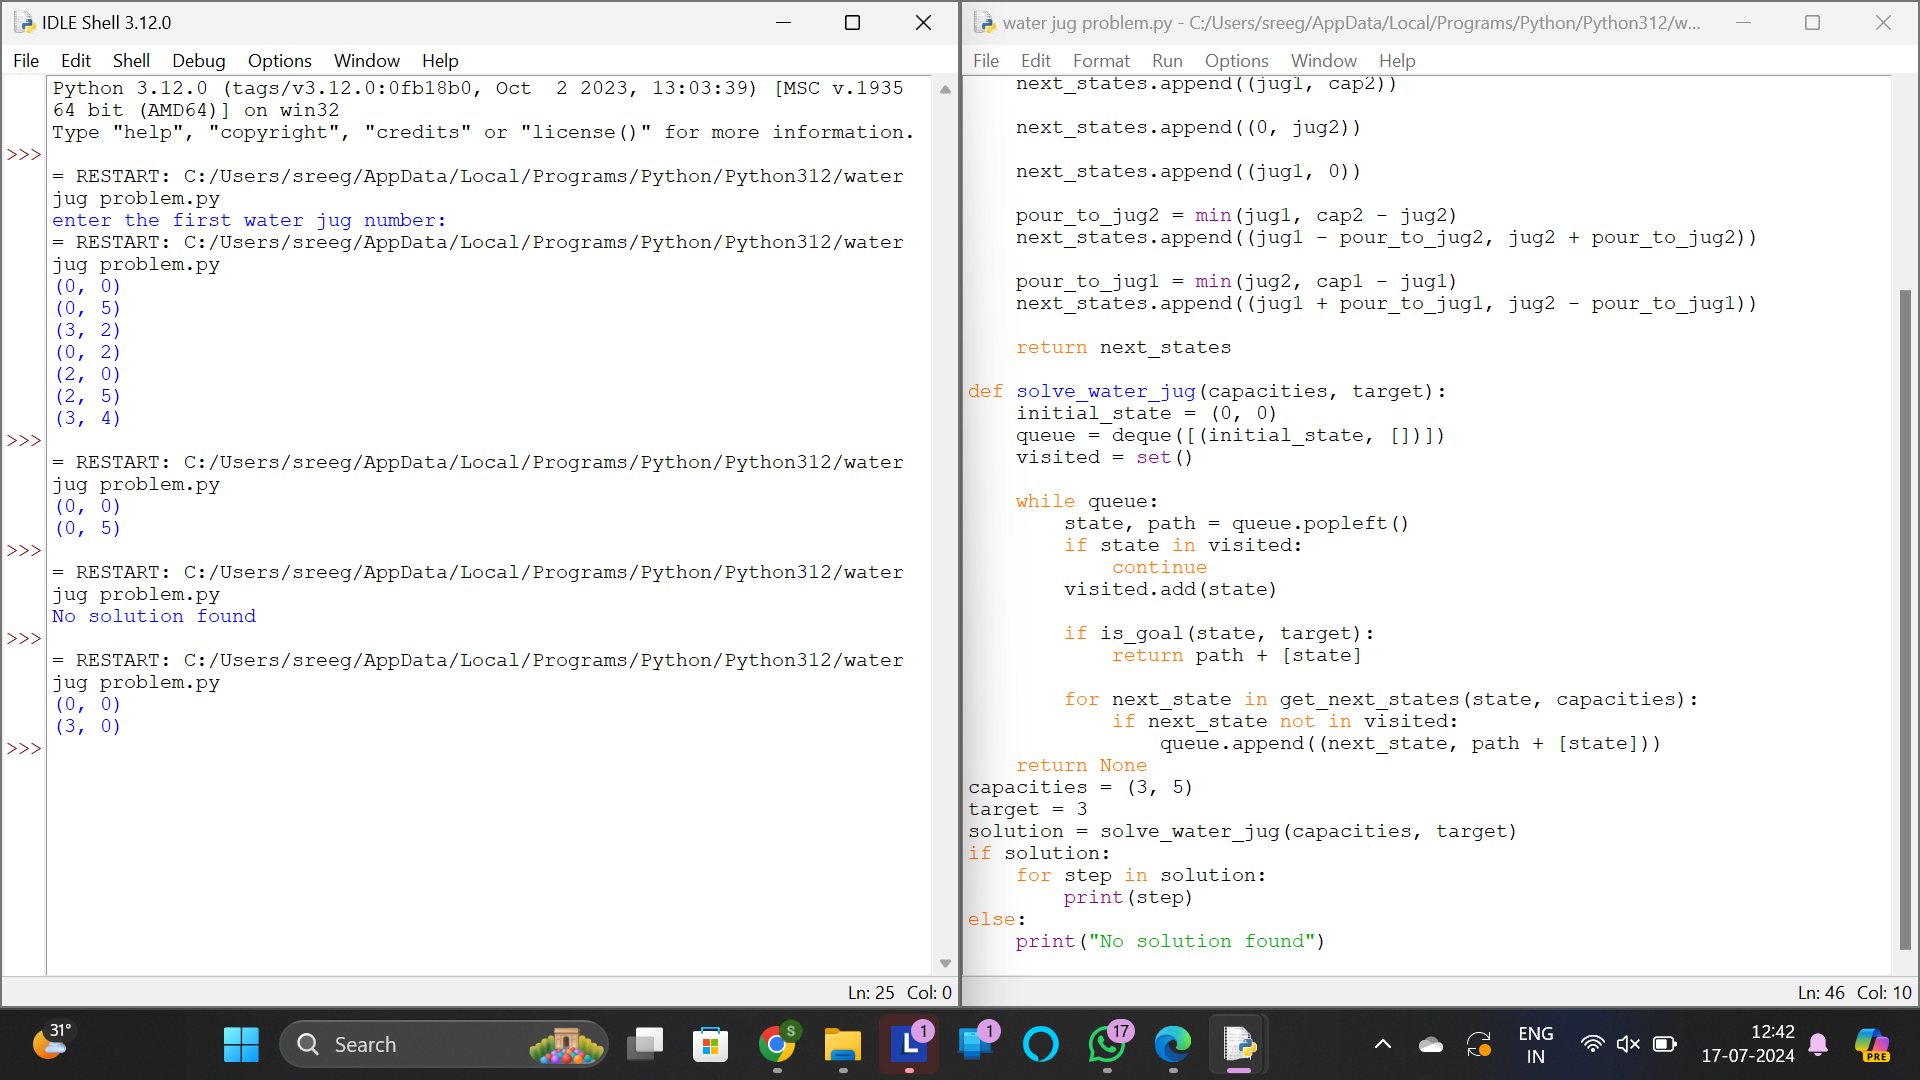 IDLE Shell 3.12.0
File Edit Shell Debug Options Window Help
Python 3.12.0 (tags/v3.12.0:0fb18b0, Oct  2 2023, 13:03:39) [MSC v.1935
64 bit (AMD64)] on win32
Type "help", "copyright", "credits" or "license()" for more information.
>>>
= RESTART: C:/Users/sreeg/AppData/Local/Programs/Python/Python312/water
jug problem.py
enter the first water jug number:
= RESTART: C:/Users/sreeg/AppData/Local/Programs/Python/Python312/water
jug problem.py
(0, 0)
(0, 5)
(3, 2)
(0, 2)
(2, 0)
(2, 5)
(3, 4)
>>>
= RESTART: C:/Users/sreeg/AppData/Local/Programs/Python/Python312/water
jug problem.py
(0, 0)
(0, 5)
>>>
= RESTART: C:/Users/sreeg/AppData/Local/Programs/Python/Python312/water
jug problem.py
No solution found
>>>
= RESTART: C:/Users/sreeg/AppData/Local/Programs/Python/Python312/water
jug problem.py
(0, 0)
(3, 0)
>>>
Ln: 25 Col: 0
water jug problem.py - C:/Users/sreeg/AppData/Local/Programs/Python/Python312/w...
File Edit Format Run Options Window Help
    next_states.append((jug1, cap2))

    next_states.append((0, jug2))

    next_states.append((jug1, 0))

    pour_to_jug2 = min(jug1, cap2 - jug2)
    next_states.append((jug1 - pour_to_jug2, jug2 + pour_to_jug2))

    pour_to_jug1 = min(jug2, cap1 - jug1)
    next_states.append((jug1 + pour_to_jug1, jug2 - pour_to_jug1))

    return next_states

def solve_water_jug(capacities, target):
    initial_state = (0, 0)
    queue = deque([(initial_state, [])])
    visited = set()

    while queue:
        state, path = queue.popleft()
        if state in visited:
            continue
        visited.add(state)

        if is_goal(state, target):
            return path + [state]

        for next_state in get_next_states(state, capacities):
            if next_state not in visited:
                queue.append((next_state, path + [state]))
    return None
capacities = (3, 5)
target = 3
solution = solve_water_jug(capacities, target)
if solution:
    for step in solution:
        print(step)
else:
    print("No solution found")
Ln: 46 Col: 10
31°
Search
S
L
1
1
17
ENG
IN
12:42
17-07-2024
PRE